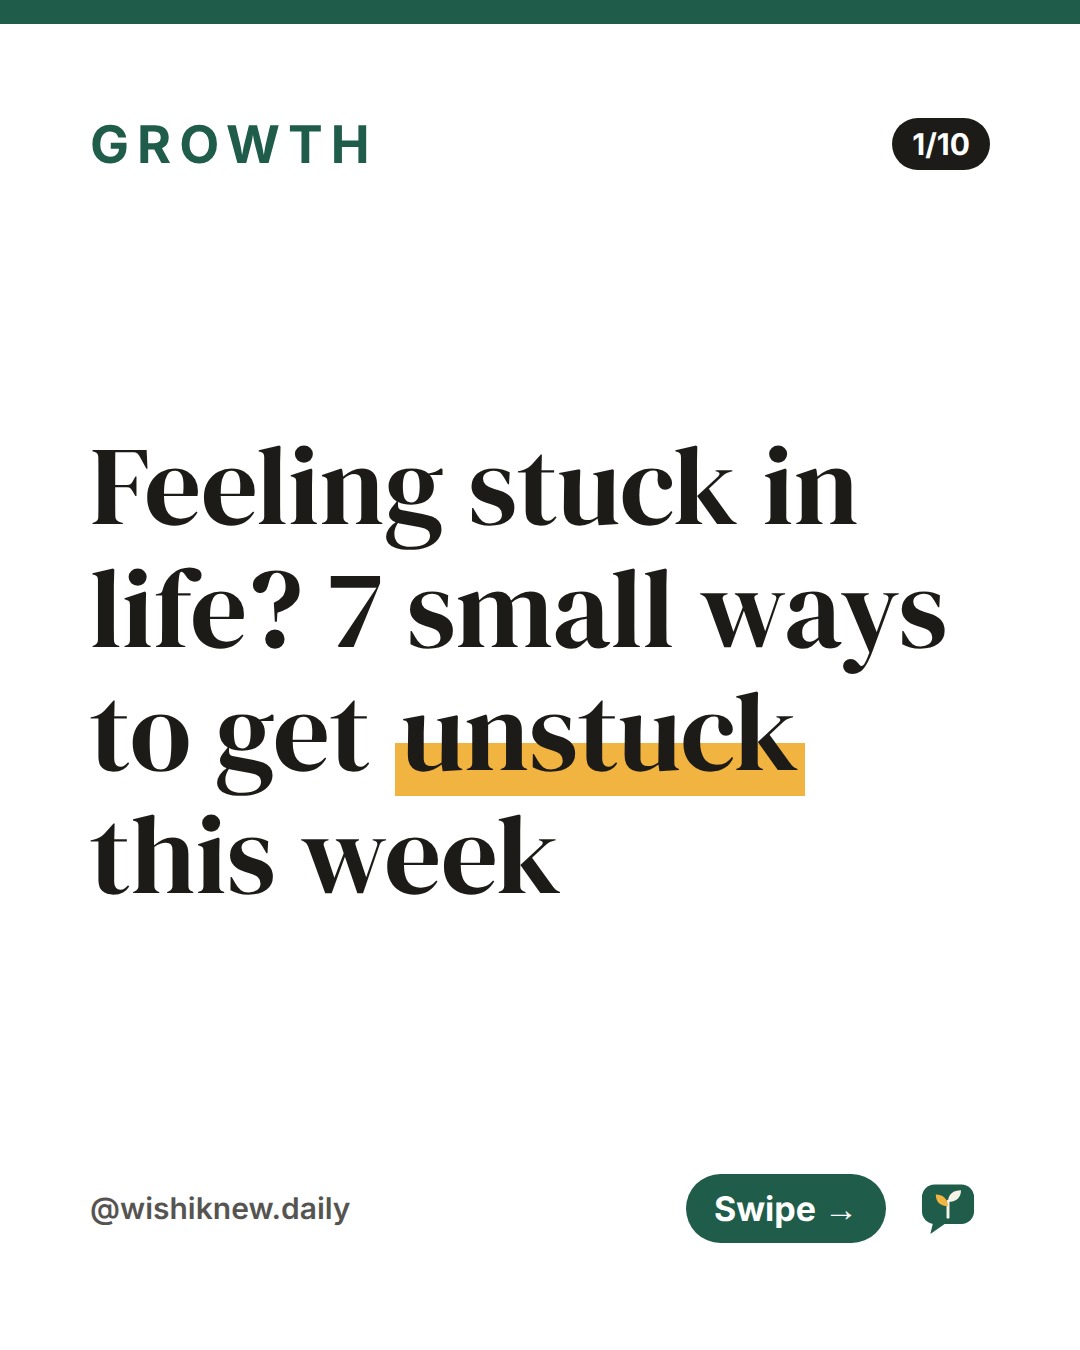 GROWTH
1/10
Feeling stuck in
life? 7 small ways
to get unstuck
this week
@wishiknew.daily
Swipe →